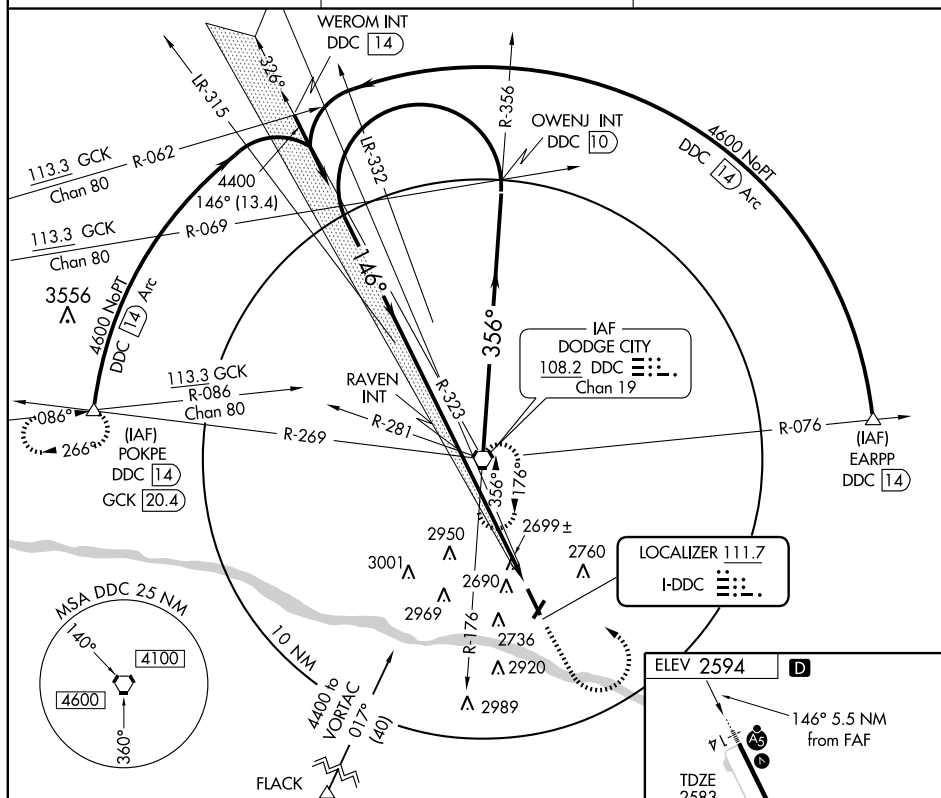 WEROM INT
DDC 14
LR-315
326°
R-356
OWENJ INT
DDC 10
4600 NoPT
DDC 14 Arc
113.3 GCK
R-062
Chan 80
LR-332
4400
146° (13.4)
113.3 GCK
R-069
Chan 80
146°
3556
4600 NoPT
DDC 14 Arc
356°
IAF
DODGE CITY
108.2 DDC
Chan 19
113.3 GCK
R-086
Chan 80
RAVEN
INT
R-323
086°
266°
R-281
R-269
R-076
(IAF)
POKPE
DDC 14
GCK 20.4
(IAF)
EARPP
DDC 14
356°
176°
2950
2699 ±
3001
2690
2760
2969
LOCALIZER 111.7
I-DDC
MSA DDC 25 NM
140°
4100
4600
360°
10 NM
R-176
2736
2920
2989
4400 to
VORTAC
017°
(40)
FLACK
ELEV 2594
D
146° 5.5 NM
from FAF
14
A5
TDZE
2583